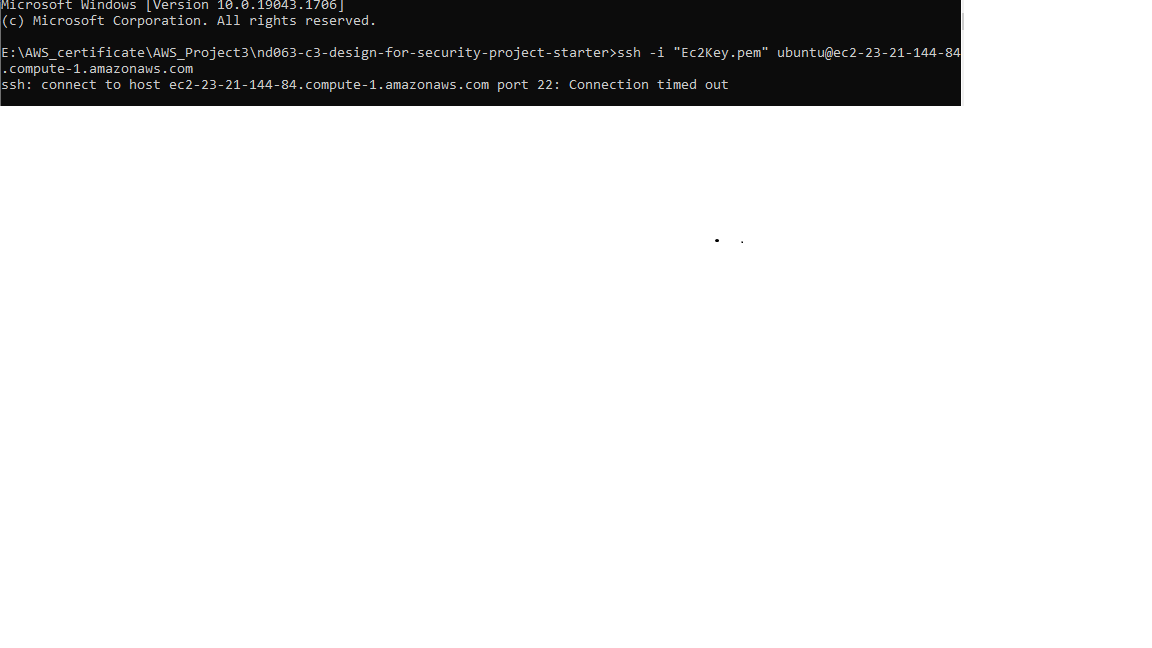 Microsoft Windows [Version 10.0.19043.1706]
(c) Microsoft Corporation. All rights reserved.
E:\AWS_certificate\AWS_Project3\nd063-c3-design-for-security-project-starter>ssh -i "Ec2Key.pem" ubuntu@ec2-23-21-144-84
.compute-1.amazonaws.com
ssh: connect to host ec2-23-21-144-84.compute-1.amazonaws.com port 22: Connection timed out